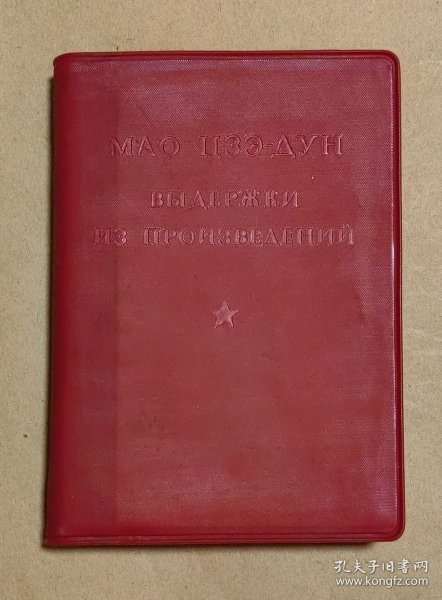 МАО ЦЗЭ-ДУН
ВЫДЕРЖКИ
ИЗ ПРОИЗВЕДЕНИЙ
孔夫子旧书网
www.kongfz.com